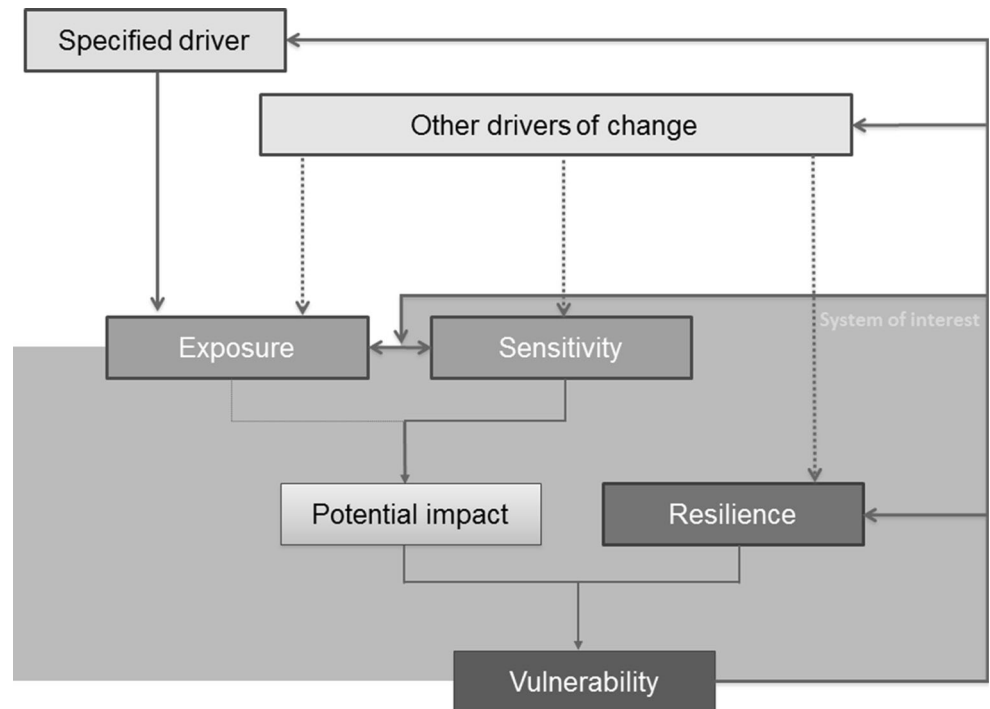 Specified driver
Other drivers of change
System of interest
Exposure
Sensitivity
Potential impact
Resilience
Vulnerability